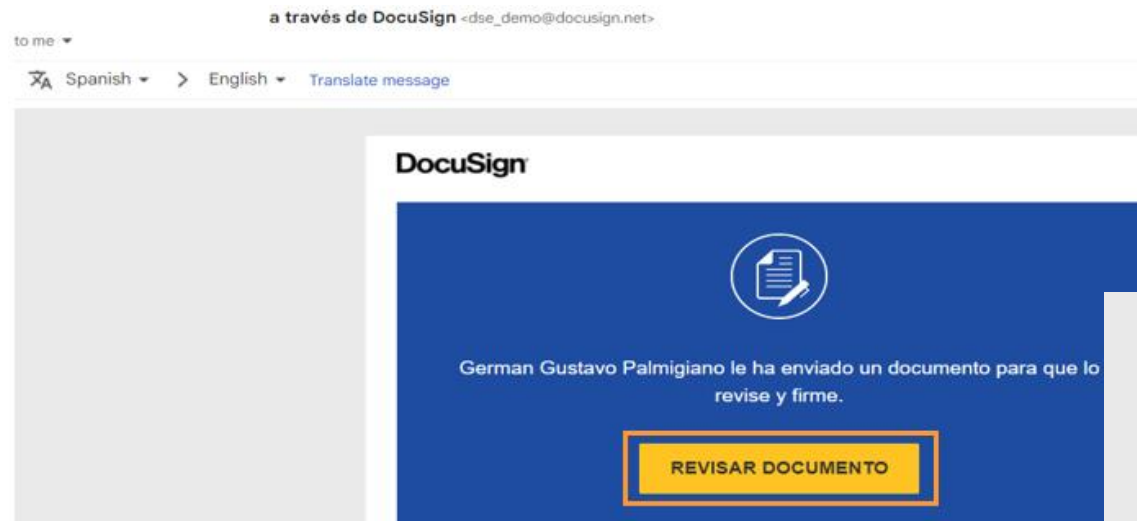 a través de DocuSign <dse_demo@docusign.net>
to me
Spanish > English Translate message
DocuSign
German Gustavo Palmigiano le ha enviado un documento para que lo
revise y firme.
REVISAR DOCUMENTO